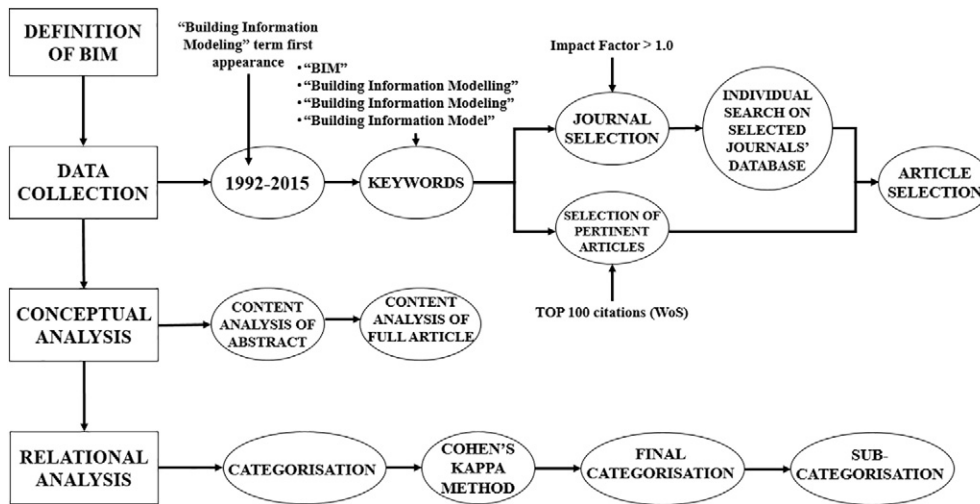 DEFINITION
OF BIM
“Building Information
Modeling” term first
appearance
•“BIM”
•“Building Information Modelling”
•“Building Information Modeling”
•“Building Information Model”
Impact Factor > 1.0
DATA
COLLECTION
1992-2015
KEYWORDS
JOURNAL
SELECTION
INDIVIDUAL
SEARCH ON
SELECTED
JOURNALS’
DATABASE
SELECTION OF
PERTINENT
ARTICLES
TOP 100 citations (WoS)
ARTICLE
SELECTION
CONCEPTUAL
ANALYSIS
CONTENT
ANALYSIS OF
ABSTRACT
CONTENT
ANALYSIS OF
FULL ARTICLE
RELATIONAL
ANALYSIS
CATEGORISATION
COHEN’S
KAPPA
METHOD
FINAL
CATEGORISATION
SUB-
CATEGORISATION